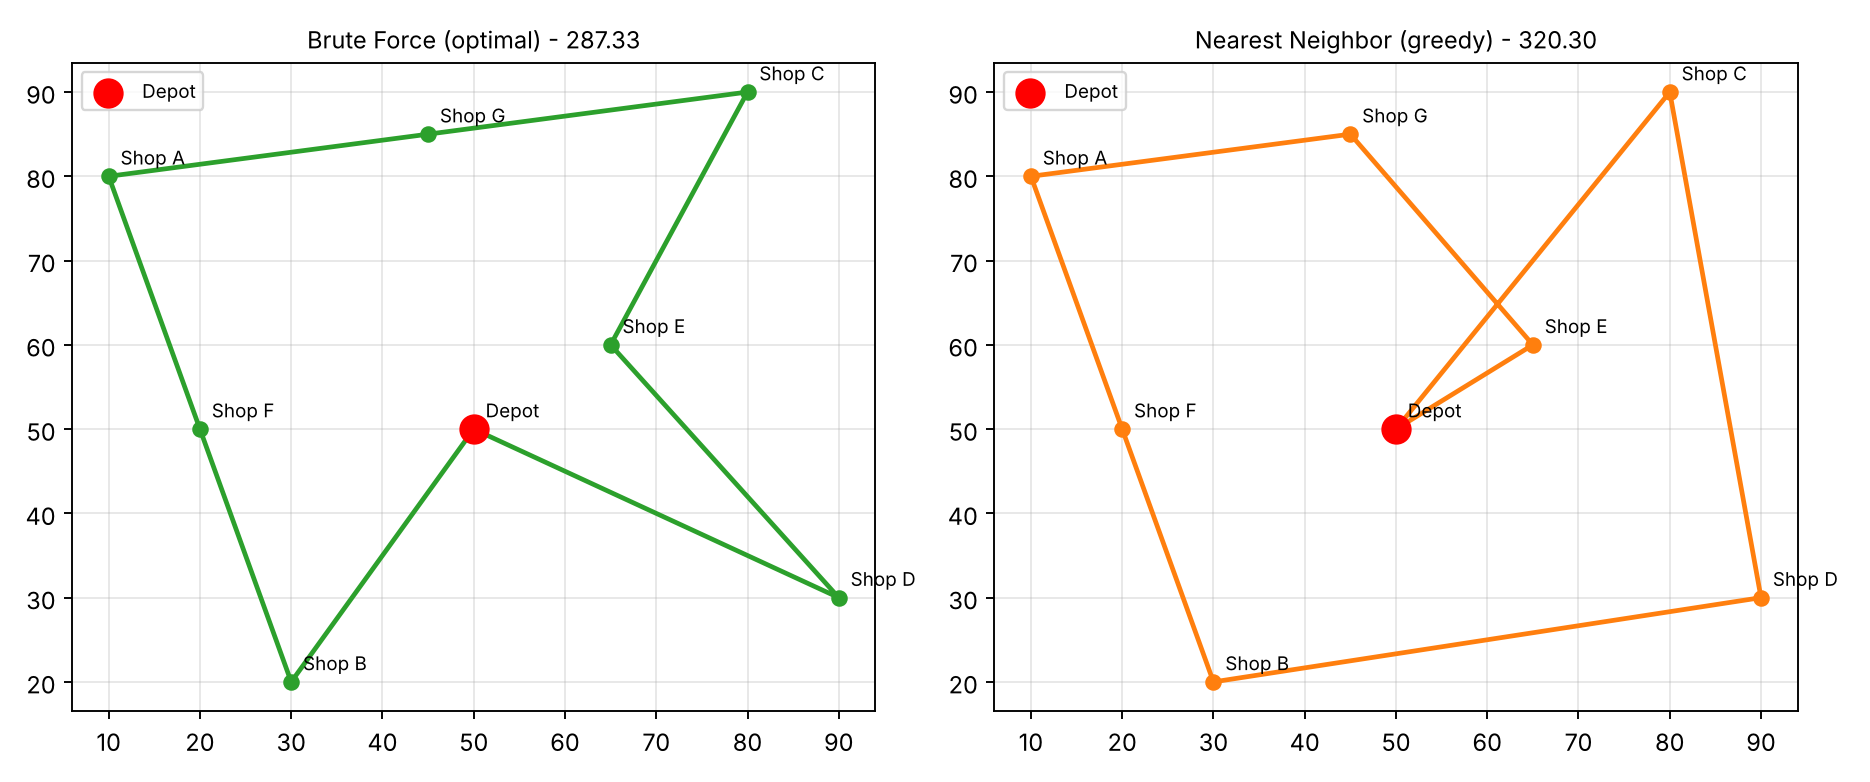 Brute Force (optimal) - 287.33
Depot
Shop C
Shop G
Shop A
Shop E
Shop F
Depot
Shop D
Shop B
90
80
70
60
50
40
30
20
10 20 30 40 50 60 70 80 90
Nearest Neighbor (greedy) - 320.30
Depot
Shop C
Shop G
Shop A
Shop E
Shop F
Depot
Shop D
Shop B
90
80
70
60
50
40
30
20
10 20 30 40 50 60 70 80 90